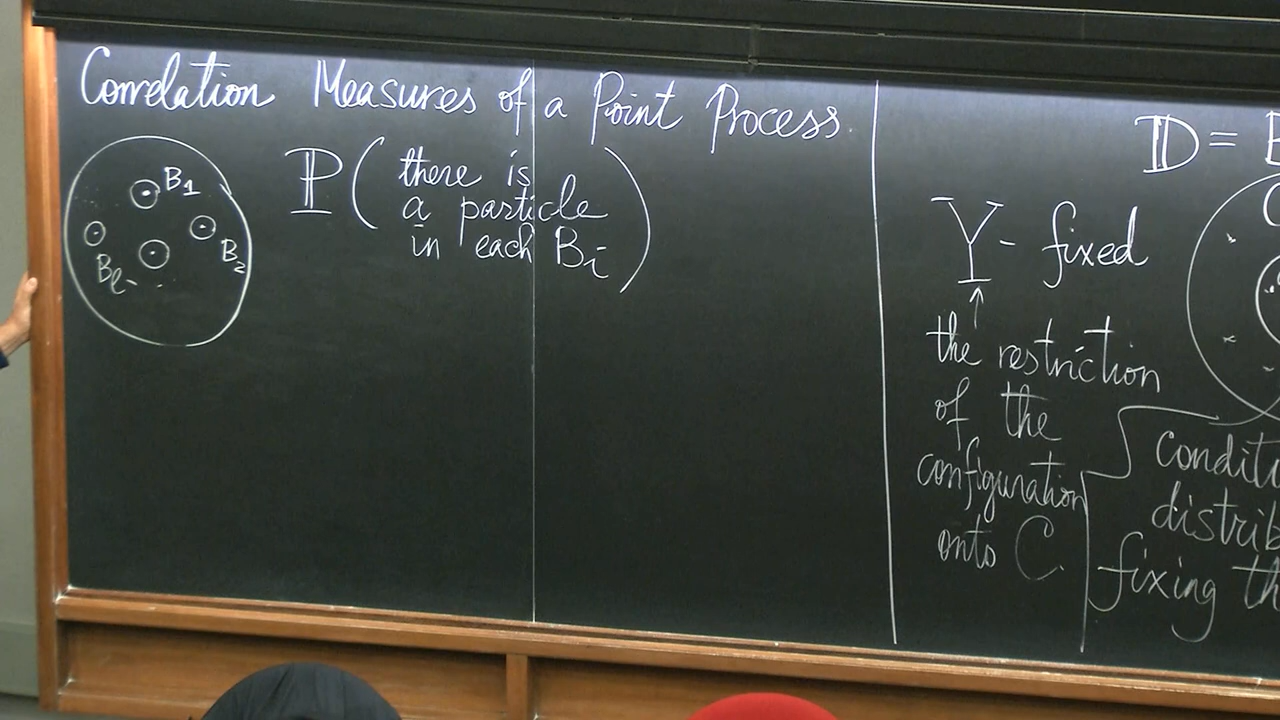 Correlation Measures of a Point Process
B₁
B₂
Bₗ
ℙ( there is
a particle
in each Bᵢ )
𝔻 =
Y - fixed
↑
the restriction
of the
configuration
onto C.
distrib
fixing th